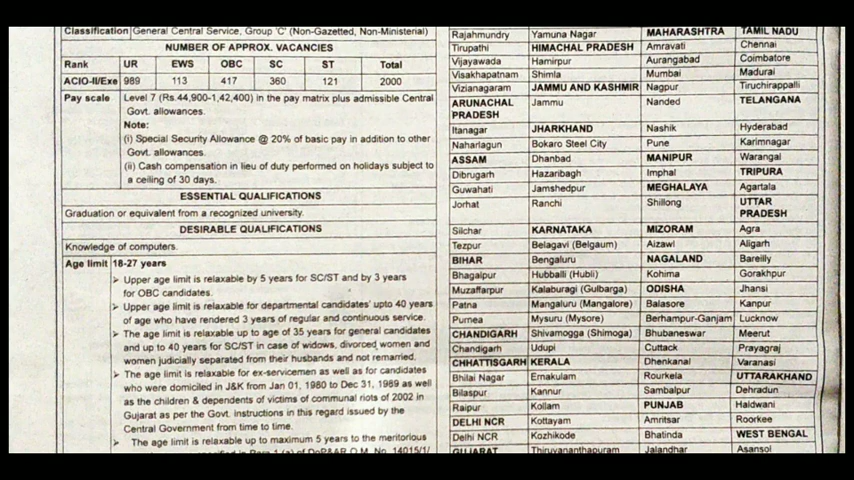 Classification General Central Service, Group 'C' (Non-Gazetted, Non-Ministerial)
NUMBER OF APPROX. VACANCIES
Rank UR EWS OBC SC ST Total
ACIO-II/Exe 989 113 417 360 121 2000
Pay scale Level 7 (Rs.44,900-1,42,400) in the pay matrix plus admissible Central
Govt. allowances.
Note:
(i) Special Security Allowance @ 20% of basic pay in addition to other
Govt. allowances.
(ii) Cash compensation in lieu of duty performed on holidays subject to
a ceiling of 30 days.
ESSENTIAL QUALIFICATIONS
Graduation or equivalent from a recognized university.
DESIRABLE QUALIFICATIONS
Knowledge of computers.
Age limit 18-27 years
➢ Upper age limit is relaxable by 5 years for SC/ST and by 3 years
for OBC candidates.
➢ Upper age limit is relaxable for departmental candidates' upto 40 years
of age who have rendered 3 years of regular and continuous service.
➢ The age limit is relaxable up to age of 35 years for general candidates
and up to 40 years for SC/ST in case of widows, divorced women and
women judicially separated from their husbands and not remarried.
➢ The age limit is relaxable for ex-servicemen as well as for candidates
who were domiciled in J&K from Jan 01, 1980 to Dec 31, 1989 as well
as the children & dependents of victims of communal riots of 2002 in
Gujarat as per the Govt. instructions in this regard issued by the
Central Government from time to time.
➢ The age limit is relaxable up to maximum 5 years to the meritorious
Para 1 (a) of DoP&AR O.M. No. 14015/1/
Rajahmundry Yamuna Nagar MAHARASHTRA TAMIL NADU
Tirupathi HIMACHAL PRADESH Amravati Chennai
Vijayawada Hamirpur Aurangabad Coimbatore
Visakhapatnam Shimla Mumbai Madurai
Vizianagaram JAMMU AND KASHMIR Nagpur Tiruchirappalli
ARUNACHAL Jammu Nanded TELANGANA
PRADESH
Itanagar JHARKHAND Nashik Hyderabad
Naharlagun Bokaro Steel City Pune Karimnagar
ASSAM Dhanbad MANIPUR Warangal
Dibrugarh Hazaribagh Imphal TRIPURA
Guwahati Jamshedpur MEGHALAYA Agartala
Jorhat Ranchi Shillong UTTAR
PRADESH
Silchar KARNATAKA MIZORAM Agra
Tezpur Belagavi (Belgaum) Aizawl Aligarh
BIHAR Bengaluru NAGALAND Bareilly
Bhagalpur Hubballi (Hubli) Kohima Gorakhpur
Muzaffarpur Kalaburagi (Gulbarga) ODISHA Jhansi
Patna Mangaluru (Mangalore) Balasore Kanpur
Purnea Mysuru (Mysore) Berhampur-Ganjam Lucknow
CHANDIGARH Shivamogga (Shimoga) Bhubaneswar Meerut
Chandigarh Udupi Cuttack Prayagraj
CHHATTISGARH KERALA Dhenkanal Varanasi
Bhilai Nagar Ernakulam Rourkela UTTARAKHAND
Bilaspur Kannur Sambalpur Dehradun
Raipur Kollam PUNJAB Haldwani
DELHI NCR Kottayam Amritsar Roorkee
Delhi NCR Kozhikode Bhatinda WEST BENGAL
GUJARAT Thiruvananthapuram Jalandhar Asansol